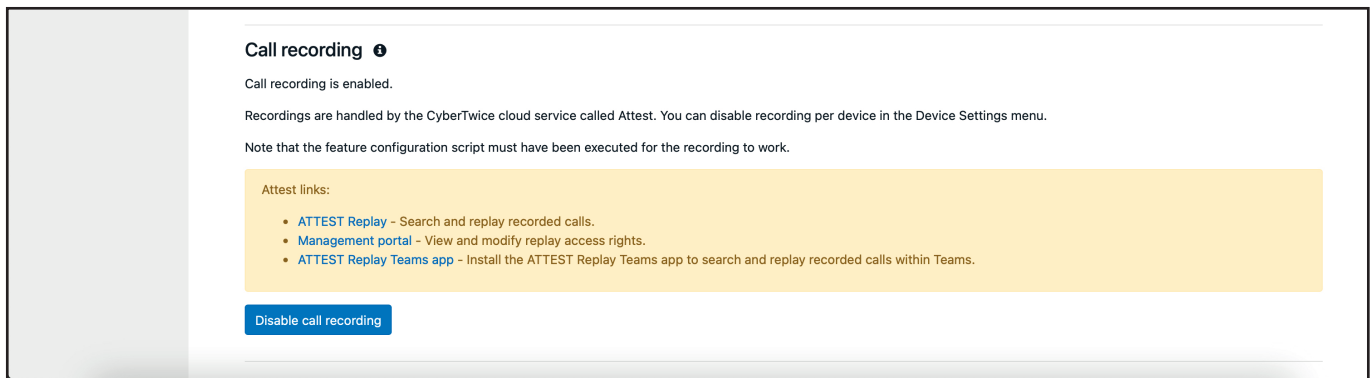 Call recording
Call recording is enabled.
Recordings are handled by the CyberTwice cloud service called Attest. You can disable recording per device in the Device Settings menu.
Note that the feature configuration script must have been executed for the recording to work.
Attest links:
• ATTEST Replay - Search and replay recorded calls.
• Management portal - View and modify replay access rights.
• ATTEST Replay Teams app - Install the ATTEST Replay Teams app to search and replay recorded calls within Teams.
Disable call recording